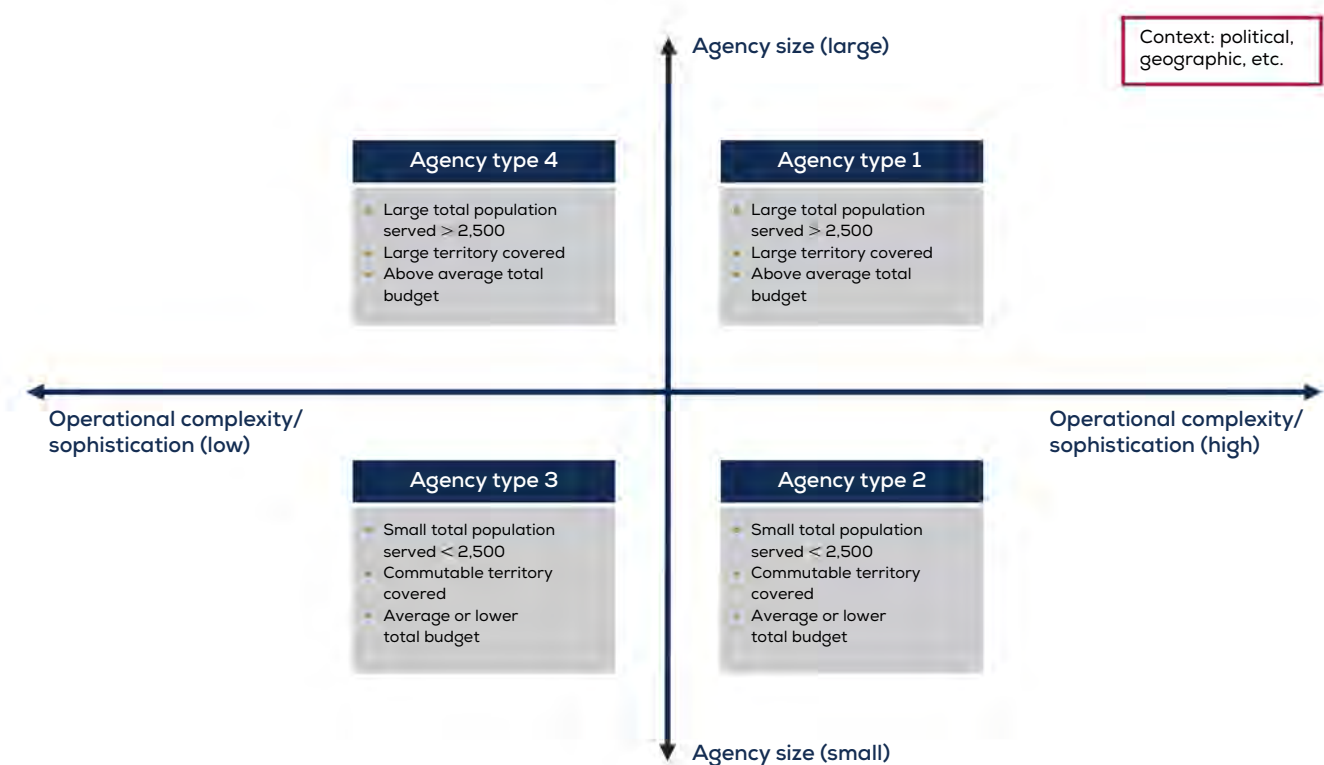 Agency size (large)
Context: political,
geographic, etc.
Agency type 4
Large total population
served > 2,500
Large territory covered
Above average total
budget
Agency type 1
Large total population
served > 2,500
Large territory covered
Above average total
budget
Operational complexity/
sophistication (low)
Operational complexity/
sophistication (high)
Agency type 3
Small total population
served < 2,500
Commutable territory
covered
Average or lower
total budget
Agency type 2
Small total population
served < 2,500
Commutable territory
covered
Average or lower
total budget
Agency size (small)